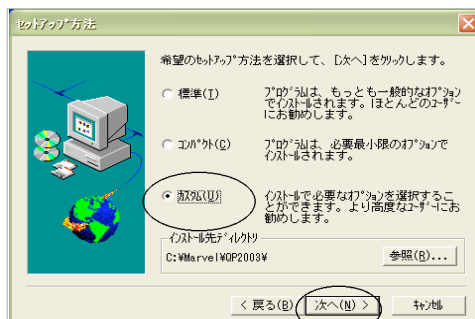 セットアップ方法
希望のセットアップ方法を選択して、[次へ]をクリックします。
標準(T)
プログラムは、もっとも一般的なオプション
でインストールされます。ほとんどのユーザー
にお勧めします。
コンパクト(C)
プログラムは、必要最小限のオプションで
インストールされます。
カスタム(U)
インストールで必要なオプションを選択するこ
とができます。より高度なユーザーにお
勧めします。
インストール先ディレクトリ
C:¥Marvel¥QP2003¥
参照(R)...
< 戻る(B)
次へ(N) >
キャンセル